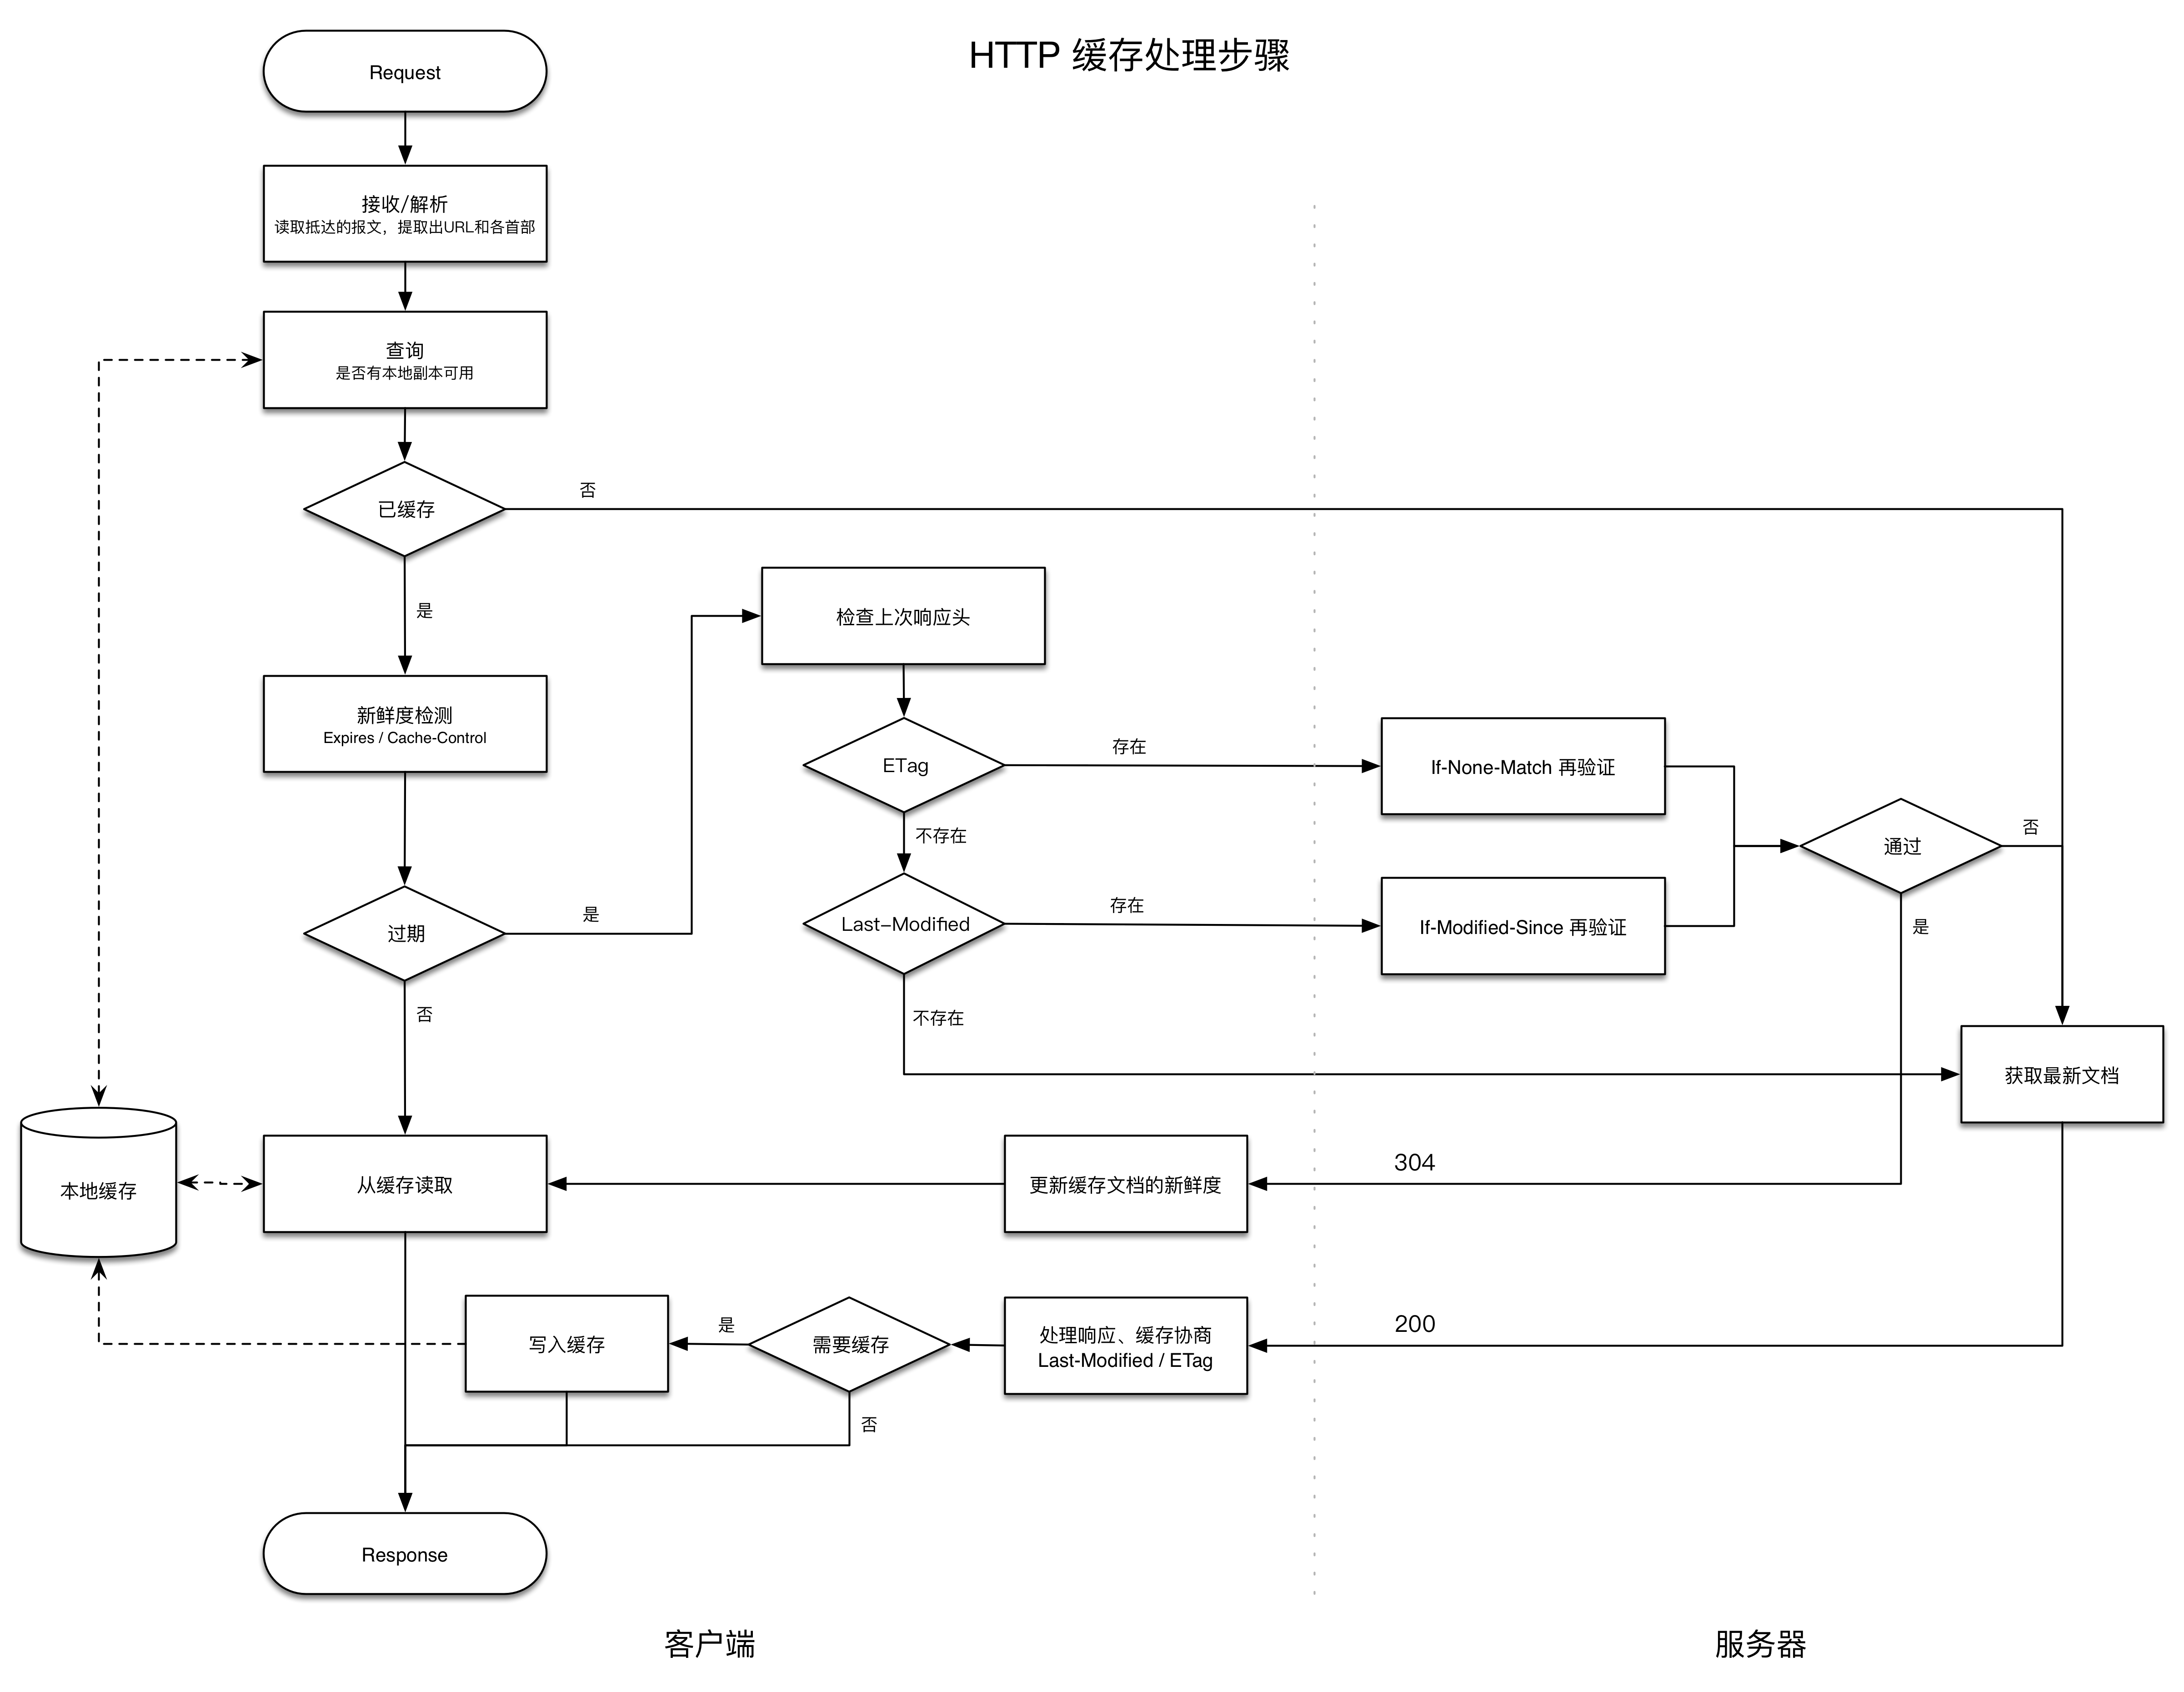 HTTP 缓存处理步骤
Request
接收/解析
读取抵达的报文，提取出URL和各首部
查询
是否有本地副本可用
已缓存
否
是
检查上次响应头
新鲜度检测
Expires / Cache-Control
ETag
存在
If-None-Match 再验证
不存在
通过
否
过期
是
Last-Modified
存在
If-Modified-Since 再验证
是
否
不存在
获取最新文档
本地缓存
从缓存读取
更新缓存文档的新鲜度
304
写入缓存
是
需要缓存
处理响应、缓存协商
Last-Modified / ETag
200
否
Response
客户端
服务器